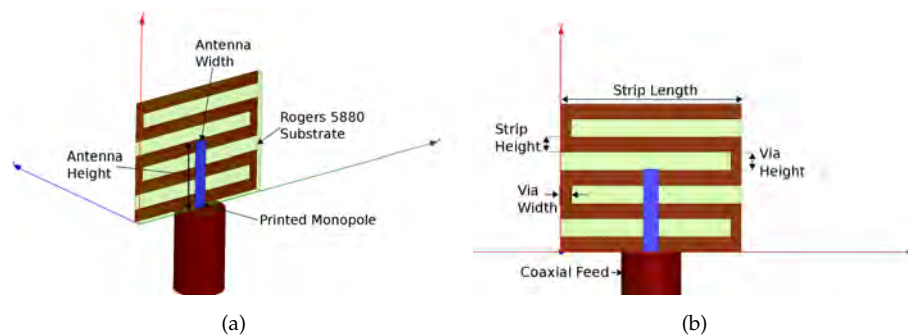 Antenna
Width
Rogers 5880
Substrate
Antenna
Height
Printed Monopole
(a)
Strip Length
Strip
Height
Via
Height
Via
Width
Coaxial Feed
(b)